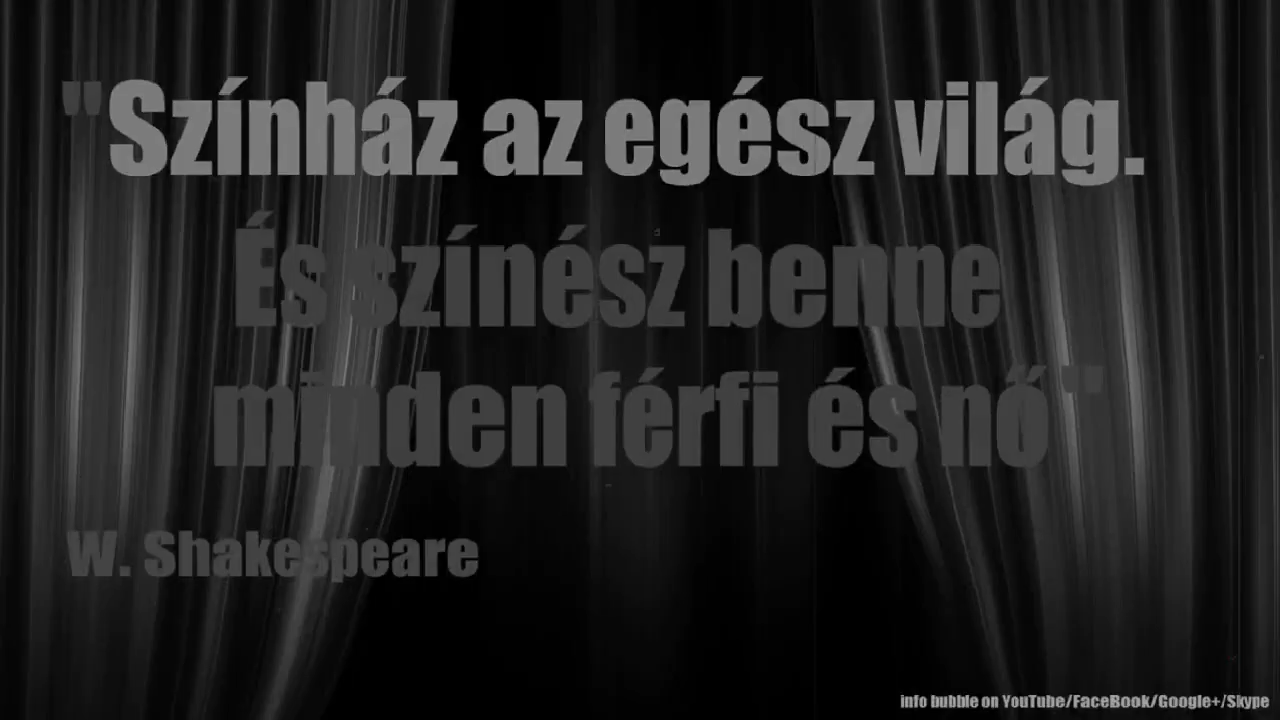 "Színház az egész világ.
És színész benne
minden férfi és nő"
W. Shakespeare
info bubble on YouTube/FaceBook/Google+/Skype